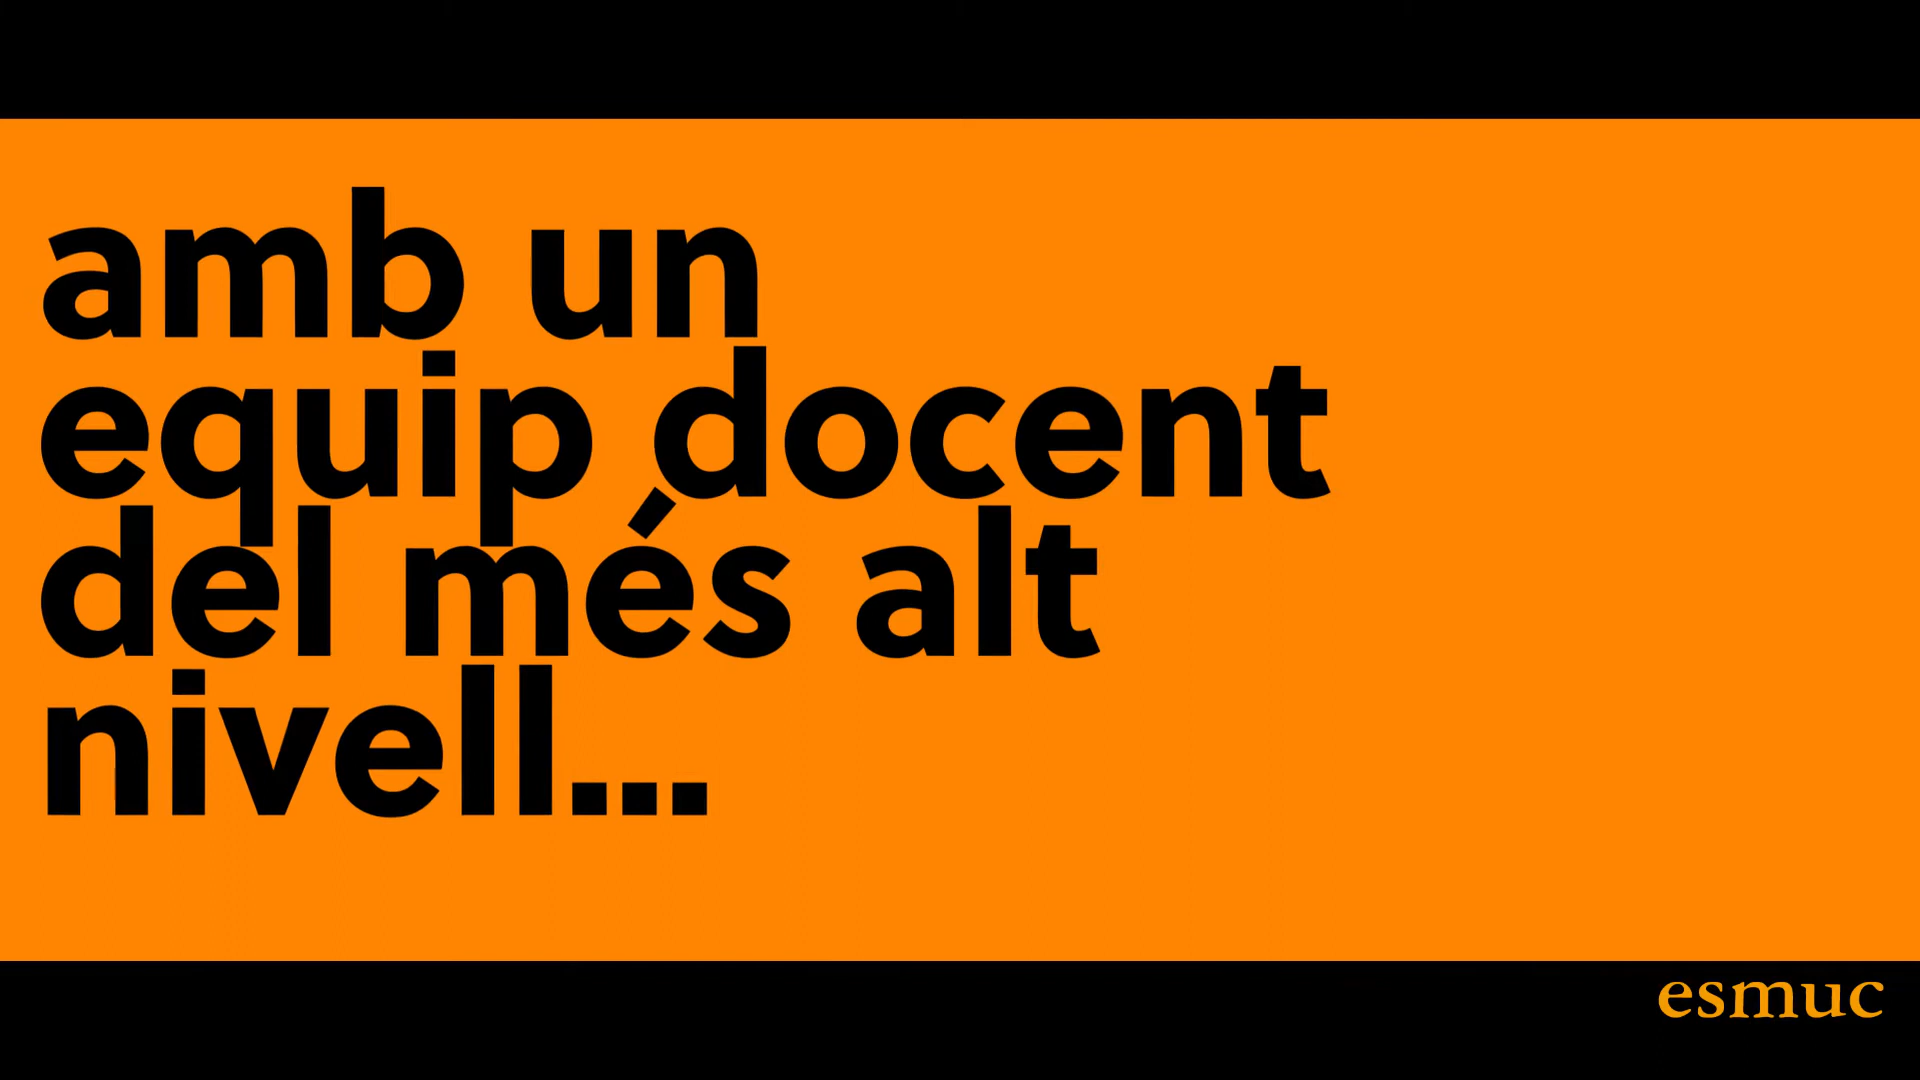 amb un
equip docent
del més alt
nivell...
esmuc